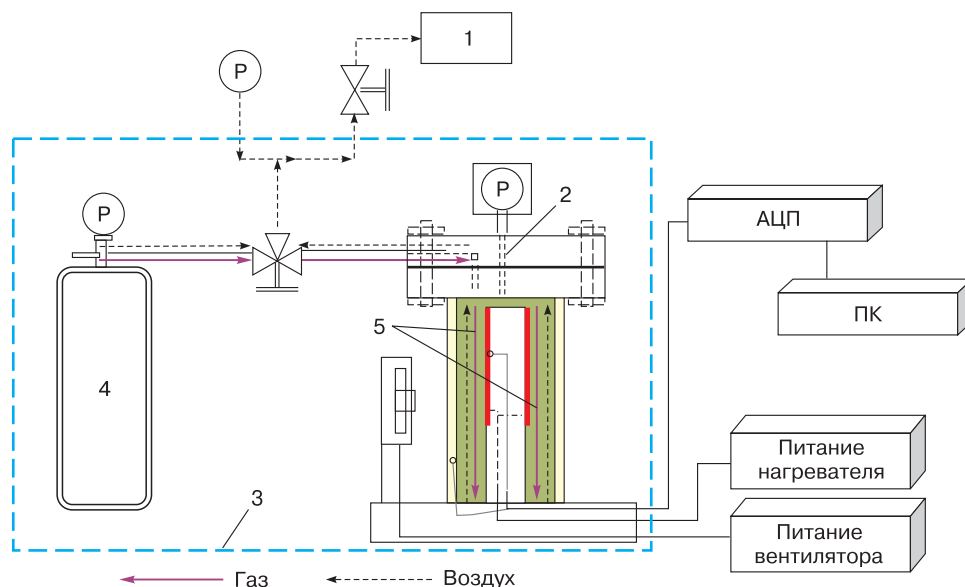 1
P
P
P
2
АЦП
ПК
5
4
Питание
нагревателя
Питание
вентилятора
3
Газ
Воздух